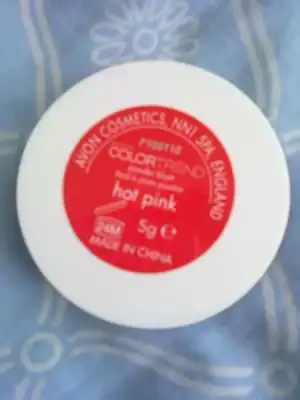 AVON COSMETICS, NN1 5PA, ENGLAND
COLORTREND
powder blush
hot pink
24M
5g e
MADE IN CHINA